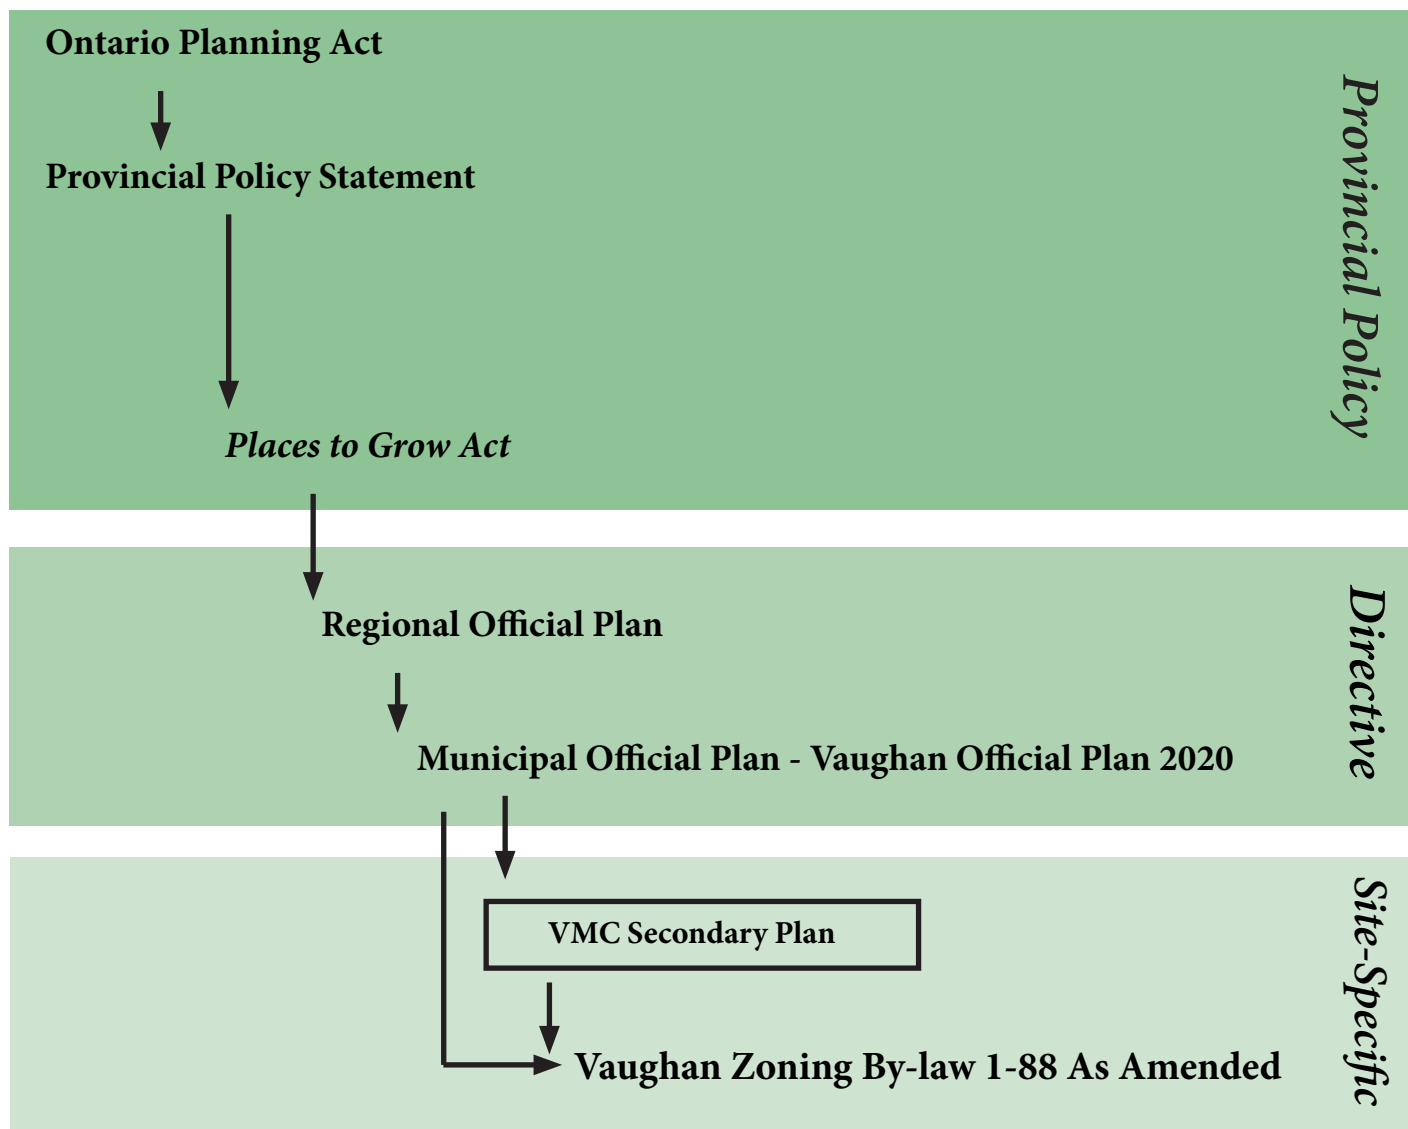 Ontario Planning Act
Provincial Policy Statement
Places to Grow Act
Provincial Policy
Regional Official Plan
Municipal Official Plan - Vaughan Official Plan 2020
Directive
VMC Secondary Plan
Vaughan Zoning By-law 1-88 As Amended
Site-Specific